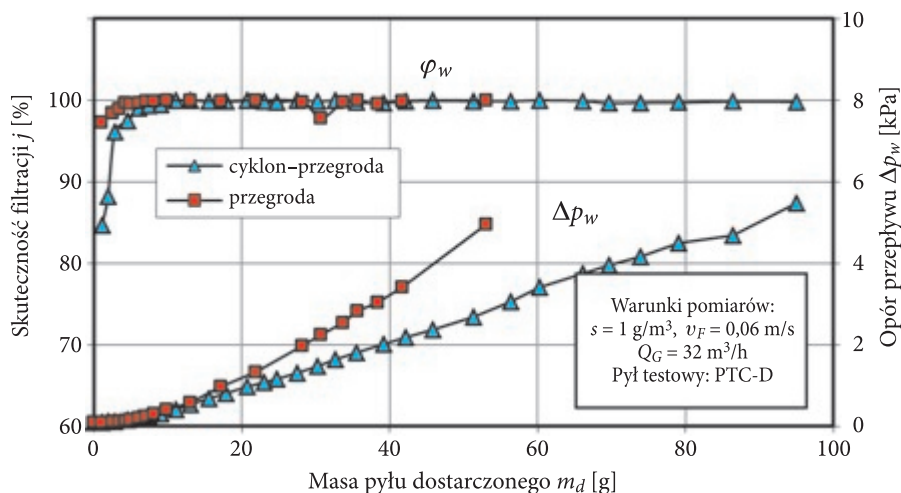 10
φw
100
8
90
6
80
4
70
2
60
0
Skuteczność filtracji j [%]
Opór przepływu Δpw [kPa]
cyklon–przegroda
przegroda
Δpw
Warunki pomiarów:
s = 1 g/m³, υF = 0,06 m/s
QG = 32 m³/h
Pył testowy: PTC-D
0 20 40 60 80 100
Masa pyłu dostarczonego md [g]